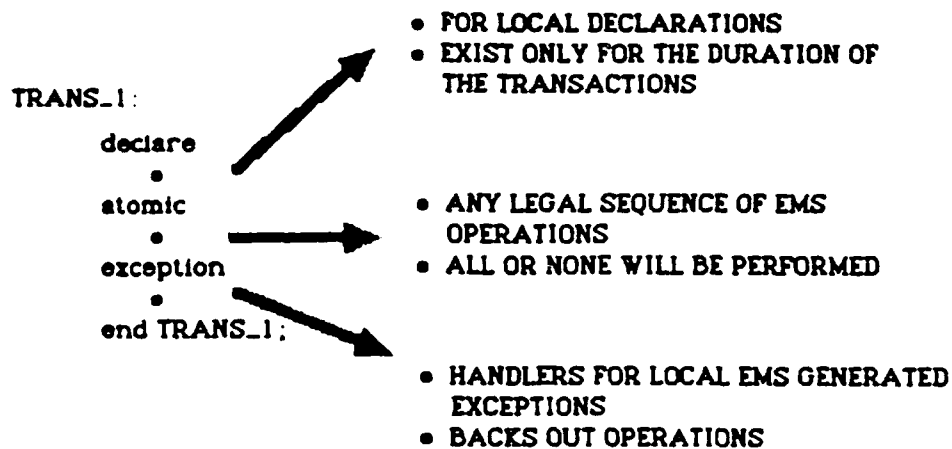 • FOR LOCAL DECLARATIONS
• EXIST ONLY FOR THE DURATION OF
THE TRANSACTIONS
TRANS_1:
declare
•
atomic
•
exception
•
end TRANS_1;
• ANY LEGAL SEQUENCE OF EMS
OPERATIONS
• ALL OR NONE WILL BE PERFORMED
• HANDLERS FOR LOCAL EMS GENERATED
EXCEPTIONS
• BACKS OUT OPERATIONS